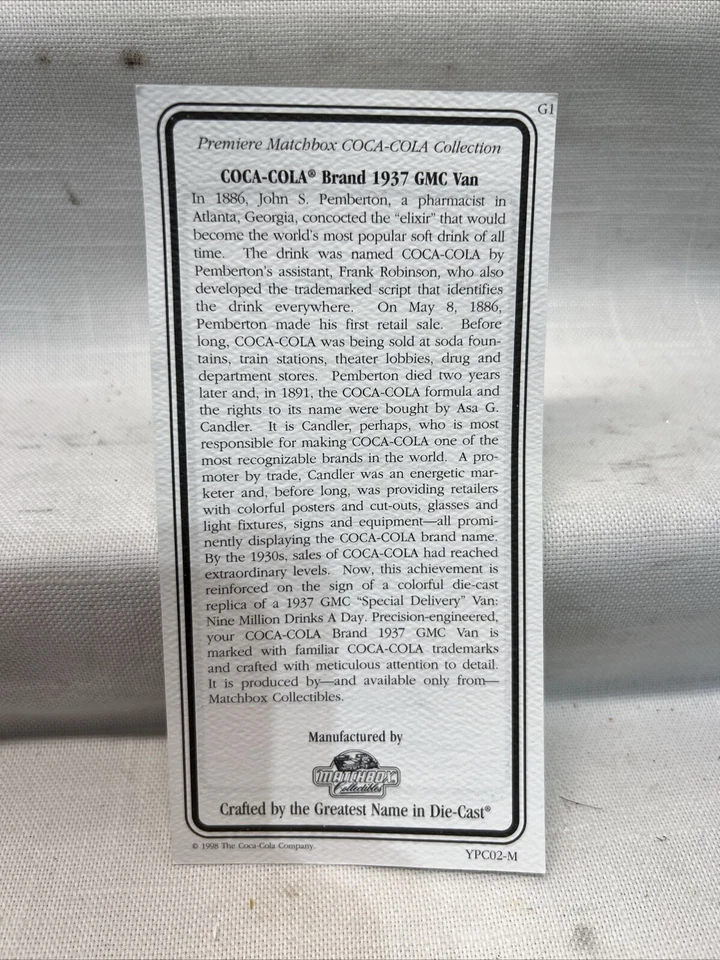 G1
Premiere Matchbox COCA-COLA Collection
COCA-COLA® Brand 1937 GMC Van
In 1886, John S. Pemberton, a pharmacist in
Atlanta, Georgia, concocted the “elixir” that would
become the world's most popular soft drink of all
time. The drink was named COCA-COLA by
Pemberton's assistant, Frank Robinson, who also
developed the trademarked script that identifies
the drink everywhere. On May 8, 1886,
Pemberton made his first retail sale. Before
long, COCA-COLA was being sold at soda foun-
tains, train stations, theater lobbies, drug and
department stores. Pemberton died two years
later and, in 1891, the COCA-COLA formula and
the rights to its name were bought by Asa G.
Candler. It is Candler, perhaps, who is most
responsible for making COCA-COLA one of the
most recognizable brands in the world. A pro-
moter by trade, Candler was an energetic mar-
keter and, before long, was providing retailers
with colorful posters and cut-outs, glasses and
light fixtures, signs and equipment—all promi-
nently displaying the COCA-COLA brand name.
By the 1930s, sales of COCA-COLA had reached
extraordinary levels. Now, this achievement is
reinforced on the sign of a colorful die-cast
replica of a 1937 GMC “Special Delivery” Van:
Nine Million Drinks A Day. Precision-engineered,
your COCA-COLA Brand 1937 GMC Van is
marked with familiar COCA-COLA trademarks
and crafted with meticulous attention to detail.
It is produced by—and available only from—
Matchbox Collectibles.
Manufactured by
MATCHBOX
Collectibles
Crafted by the Greatest Name in Die-Cast®
© 1998 The Coca-Cola Company.
YPC02-M